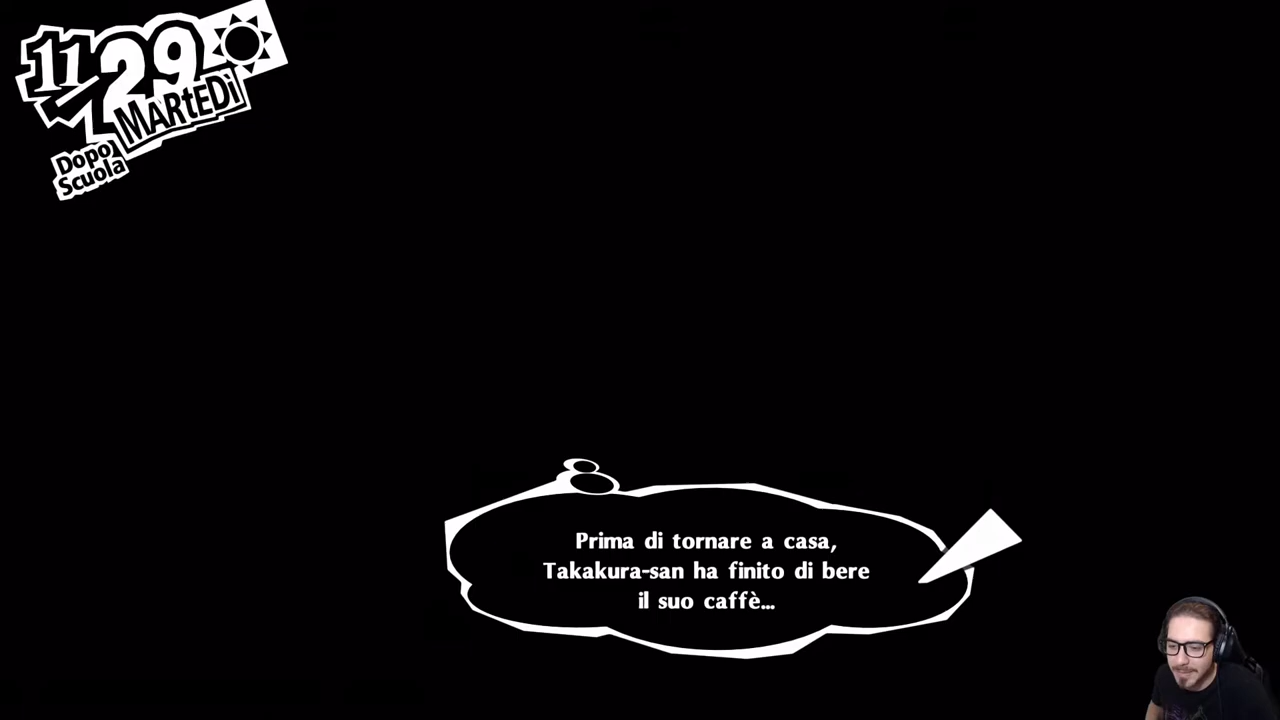 11/29
MARtEDì
Dopo
Scuola
Prima di tornare a casa,
Takakura-san ha finito di bere
il suo caffè...